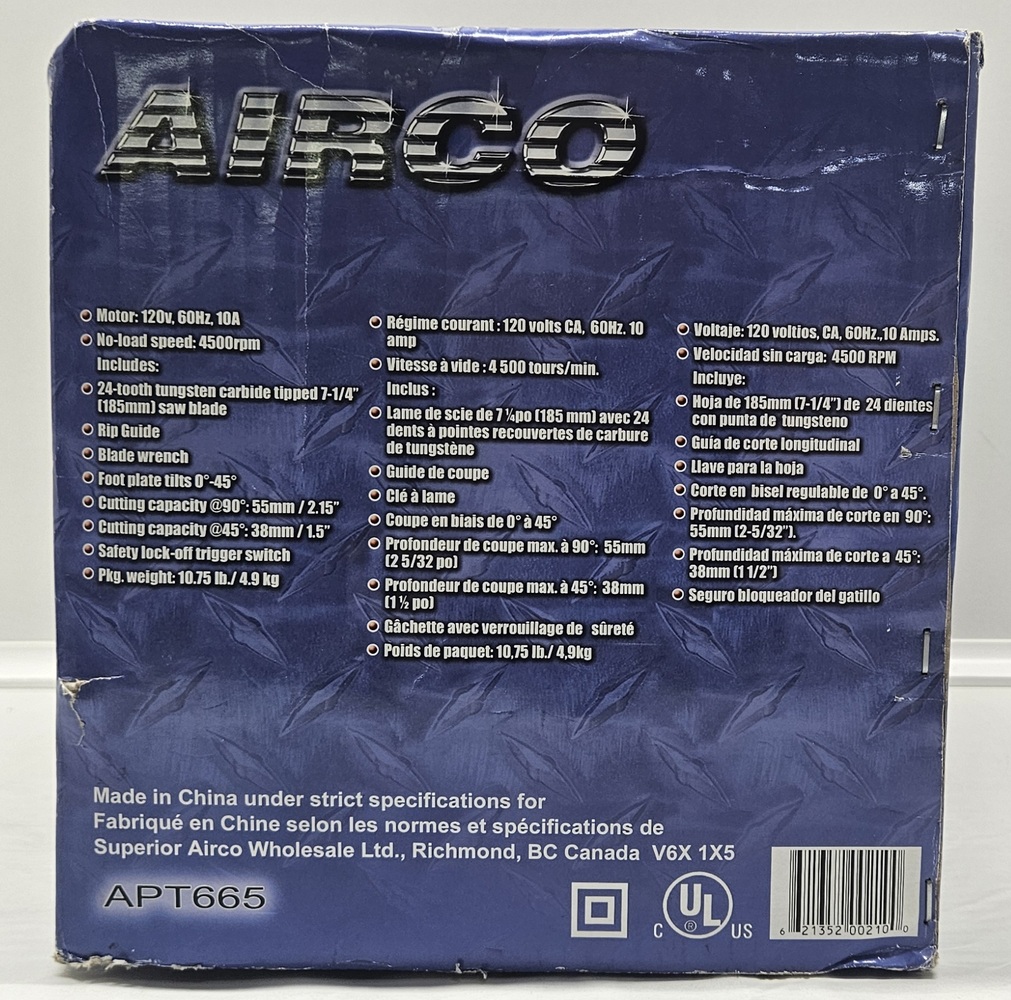 AIRCO
Motor: 120v, 60Hz, 10A
No-load speed: 4500rpm
Includes:
24-tooth tungsten carbide tipped 7-1/4"
(185mm) saw blade
Rip Guide
Blade wrench
Foot plate tilts 0°-45°
Cutting capacity @90°: 55mm / 2.15"
Cutting capacity @45°: 38mm / 1.5"
Safety lock-off trigger switch
Pkg. weight: 10.75 lb./ 4.9 kg
Régime courant : 120 volts CA, 60Hz. 10
amp
Vitesse à vide : 4 500 tours/min.
Inclus :
Lame de scie de 7 ¼po (185 mm) avec 24
dents à pointes recouvertes de carbure
de tungstène
Guide de coupe
Clé à lame
Coupe en biais de 0° à 45°
Profondeur de coupe max. à 90°: 55mm
(2 5/32 po)
Profondeur de coupe max. à 45°: 38mm
(1 ½ po)
Gâchette avec verrouillage de sûreté
Poids de paquet: 10,75 lb./ 4,9kg
Voltaje: 120 voltios, CA, 60Hz.,10 Amps.
Velocidad sin carga: 4500 RPM
Incluye:
Hoja de 185mm (7-1/4") de 24 dientes
con punta de tungsteno
Guía de corte longitudinal
Llave para la hoja
Corte en bisel regulable de 0° a 45°.
Profundidad máxima de corte en 90°:
55mm (2-5/32").
Profundidad máxima de corte a 45°:
38mm (1 1/2")
Seguro bloqueador del gatillo
Made in China under strict specifications for
Fabriqué en Chine selon les normes et spécifications de
Superior Airco Wholesale Ltd., Richmond, BC Canada V6X 1X5
APT665
C UL ® US
6 21352 00210 0